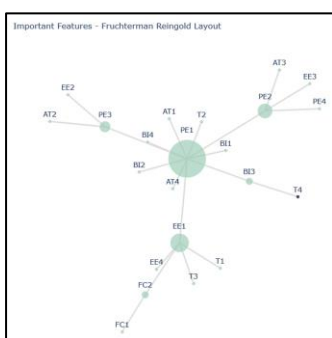 Important Features - Fruchterman Reingold Layout
AT3
EE3
EE2
PE2
PE4
AT2
PE3
AT1
T2
BI4
PE1
BI1
BI2
BI3
AT4
T4
EE1
EE4
T1
FC2
T3
FC1